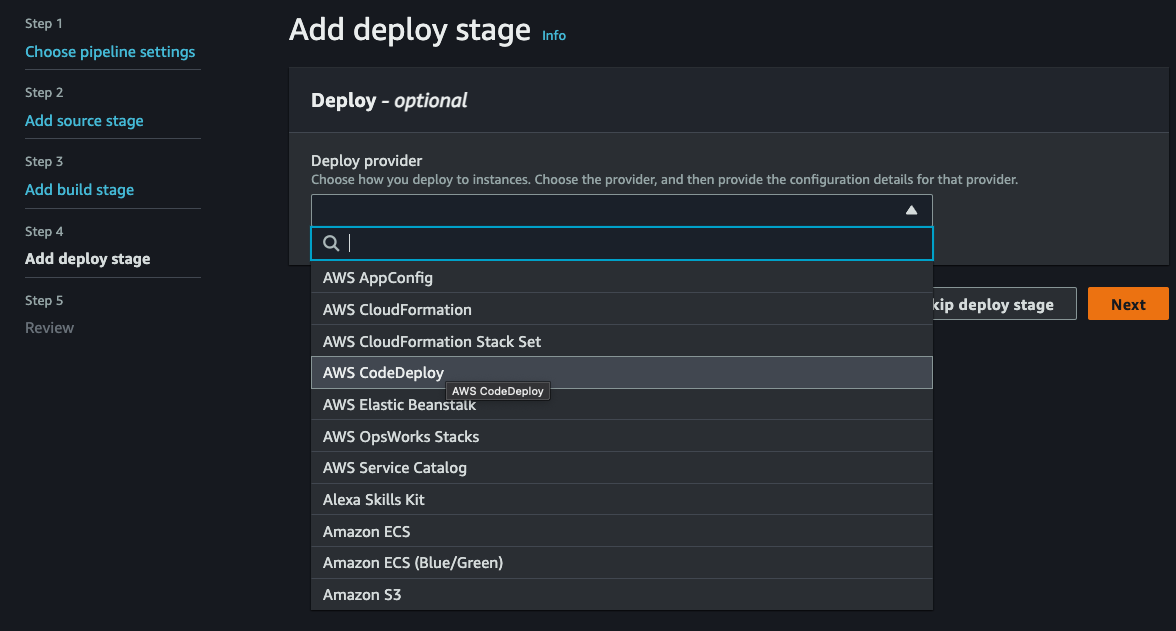 Step 1
Choose pipeline settings
Step 2
Add source stage
Step 3
Add build stage
Step 4
Add deploy stage
Step 5
Review
Add deploy stage Info
Deploy - optional
Deploy provider
Choose how you deploy to instances. Choose the provider, and then provide the configuration details for that provider.
AWS AppConfig
AWS CloudFormation
AWS CloudFormation Stack Set
AWS CodeDeploy
AWS CodeDeploy
AWS Elastic Beanstalk
AWS OpsWorks Stacks
AWS Service Catalog
Alexa Skills Kit
Amazon ECS
Amazon ECS (Blue/Green)
Amazon S3
kip deploy stage
Next